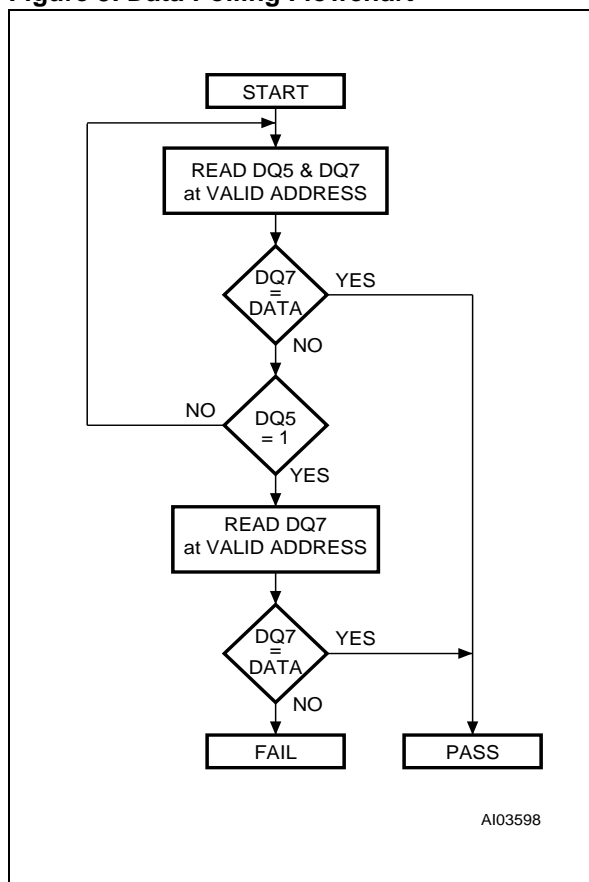 Figure Data Polling Flowchart
START
READ DQ5 & DQ7
at VALID ADDRESS
DQ7
=
DATA
YES
NO
NO
DQ5
= 1
YES
READ DQ7
at VALID ADDRESS
DQ7
=
DATA
YES
NO
FAIL
PASS
AI03598